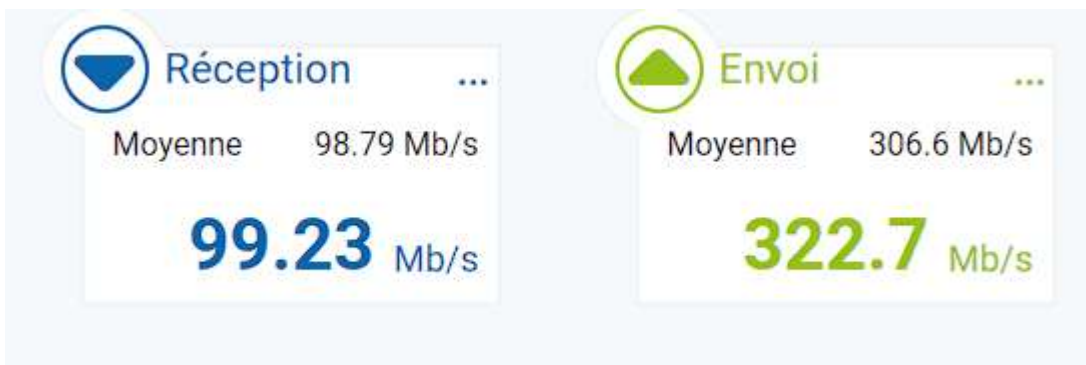 Réception ...
Moyenne 98.79 Mb/s
99.23 Mb/s
Envoi ...
Moyenne 306.6 Mb/s
322.7 Mb/s